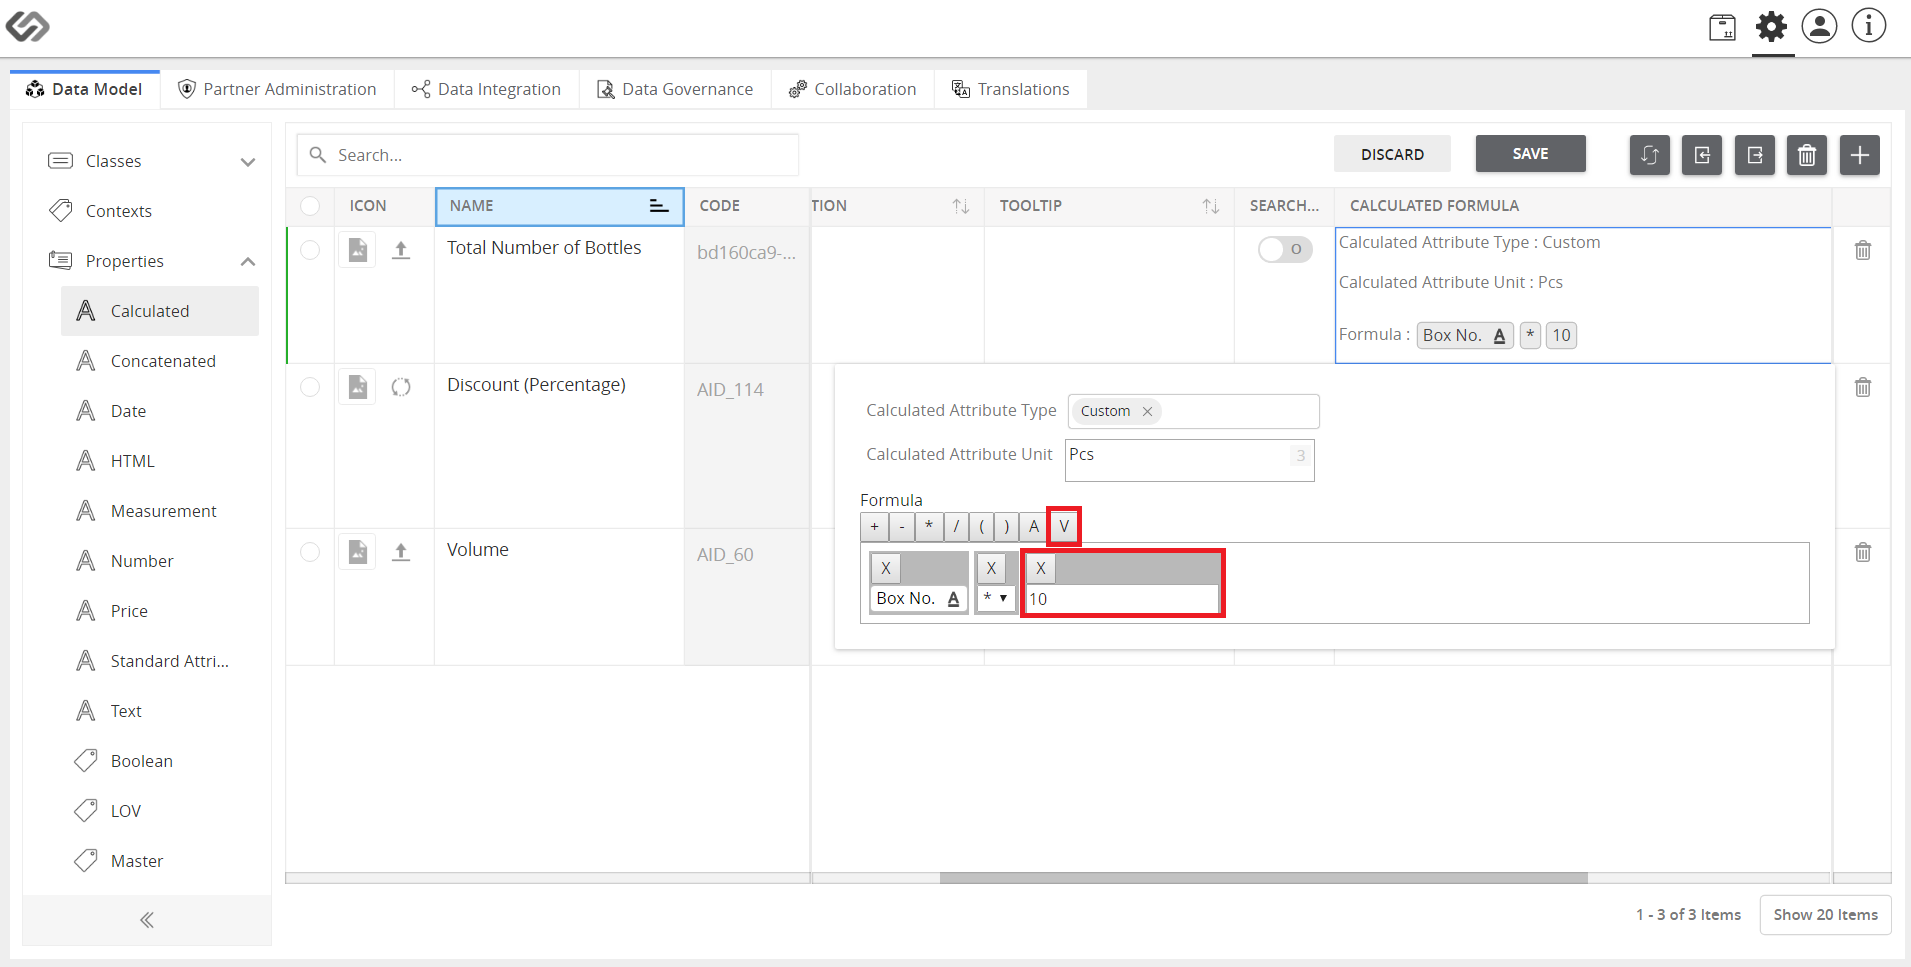 Data Model Partner Administration Data Integration Data Governance Collaboration Translations
Classes
Contexts
Properties
Calculated
Concatenated
Date
HTML
Measurement
Number
Price
Standard Attri...
Text
Boolean
LOV
Master
Search...
DISCARD SAVE
ICON NAME CODE TION TOOLTIP SEARCH... CALCULATED FORMULA
Total Number of Bottles bd160ca9-...
Calculated Attribute Type : Custom
Calculated Attribute Unit : Pcs
Formula : Box No. A * 10
Discount (Percentage) AID_114
Volume AID_60
Calculated Attribute Type Custom
Calculated Attribute Unit Pcs 3
Formula
+ - * / ( ) A V
X X X
Box No. A * 10
1 - 3 of 3 Items Show 20 Items